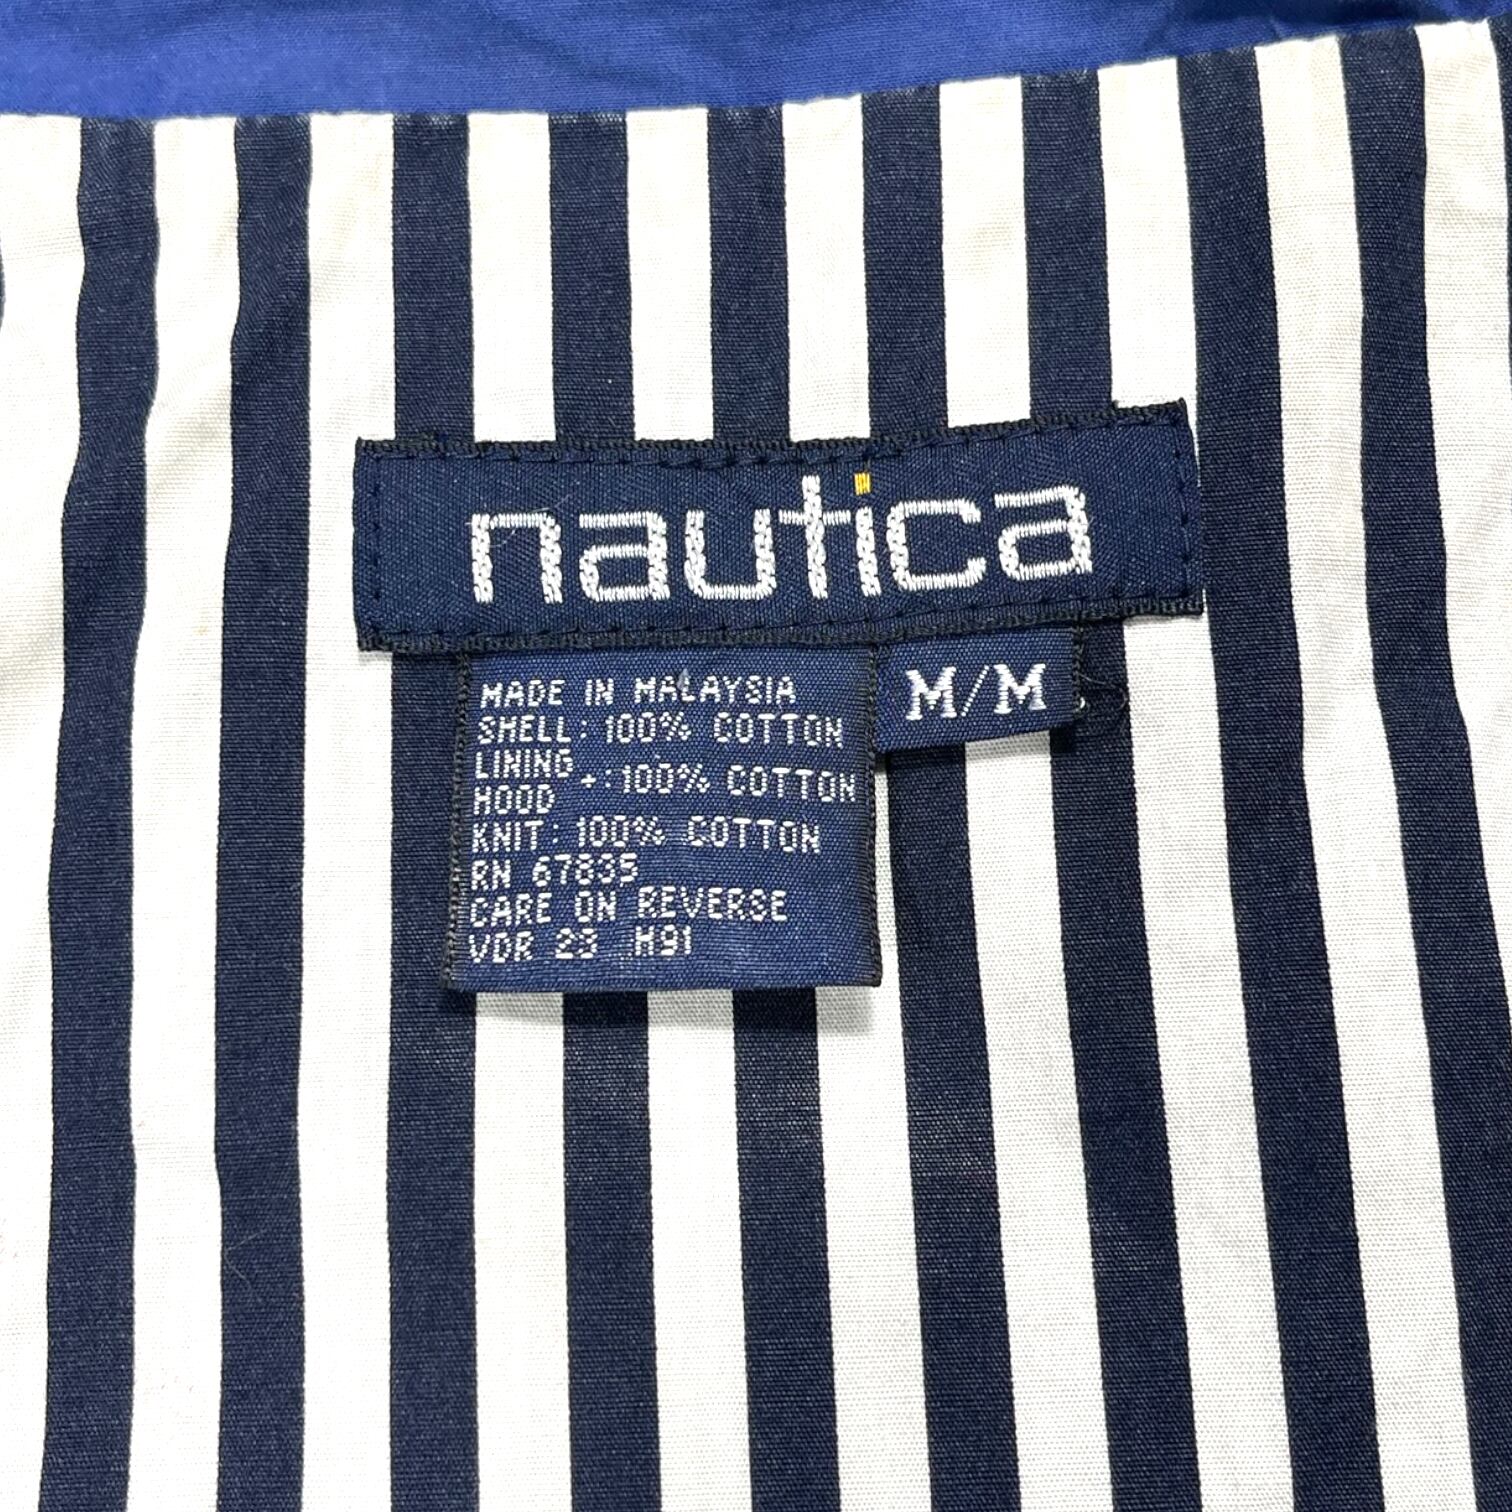 nautica
M/M
MADE IN MALAYSIA
SHELL: 100% COTTON
LINING
HOOD +: 100% COTTON
KNIT: 100% COTTON
RN 67835
CARE ON REVERSE
VDR 23 H91